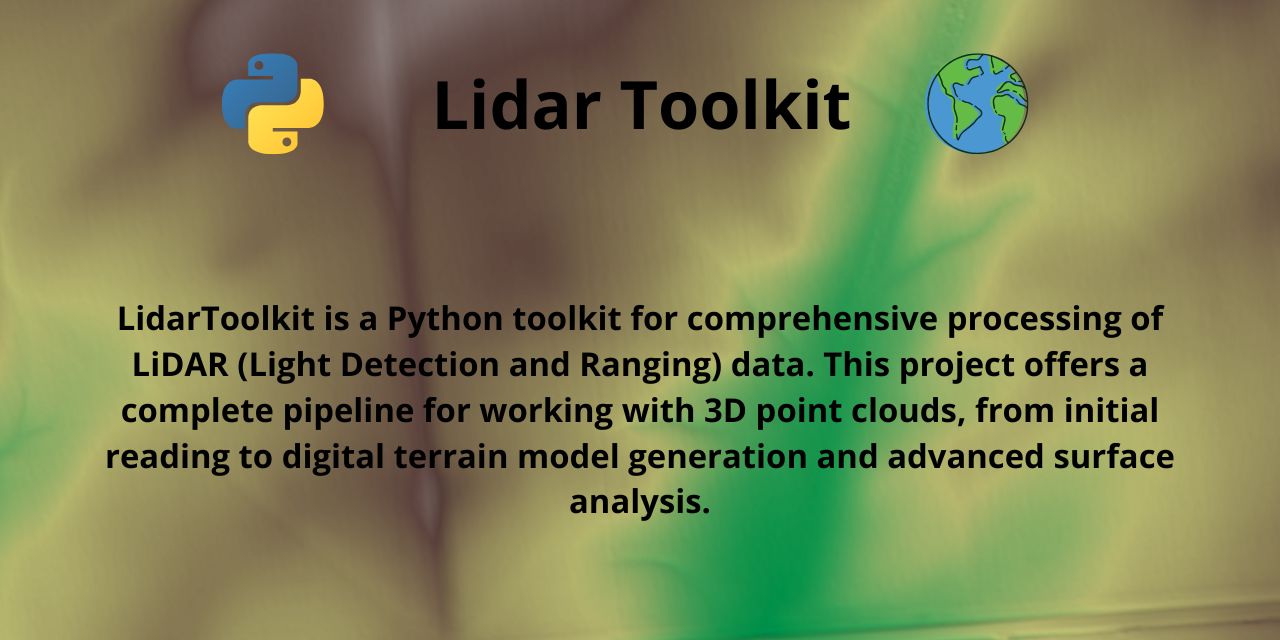 Lidar Toolkit
LidarToolkit is a Python toolkit for comprehensive processing of
LiDAR (Light Detection and Ranging) data. This project offers a
complete pipeline for working with 3D point clouds, from initial
reading to digital terrain model generation and advanced surface
analysis.